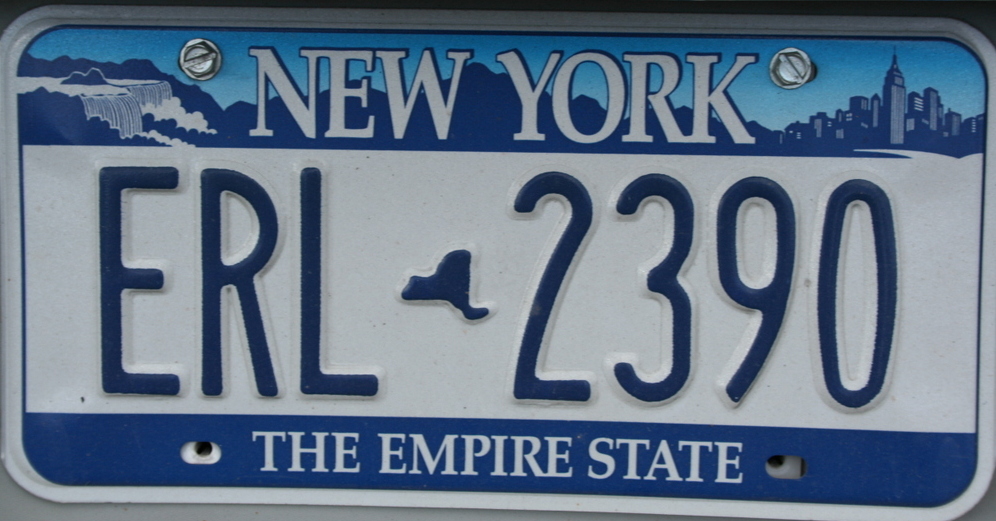 NEW YORK
ERL 2390
THE EMPIRE STATE